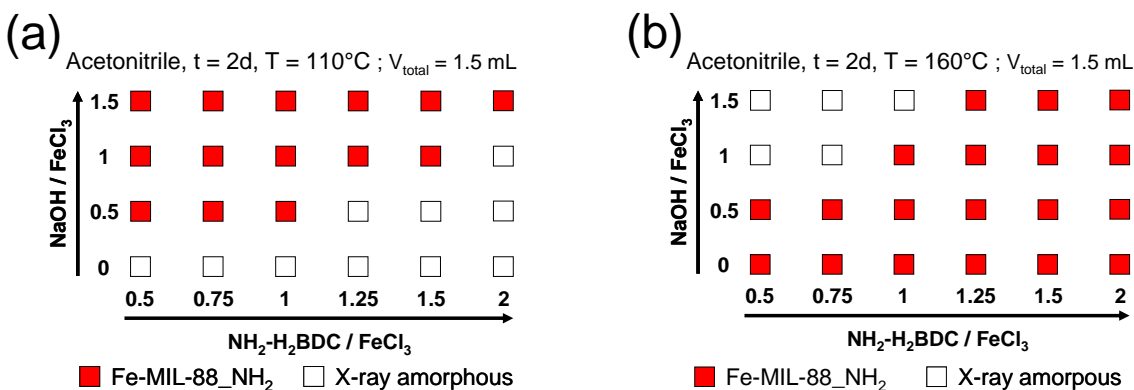 (a)
Acetonitrile, t = 2d, T = 110°C ; V_total = 1.5 mL
NaOH / FeCl₃
1.5
1
0.5
0
0.5 0.75 1 1.25 1.5 2
NH₂-H₂BDC / FeCl₃
Fe-MIL-88_NH₂ X-ray amorphous
(b)
Acetonitrile, t = 2d, T = 160°C ; V_total = 1.5 mL
NaOH / FeCl₃
1.5
1
0.5
0
0.5 0.75 1 1.25 1.5 2
NH₂-H₂BDC / FeCl₃
Fe-MIL-88_NH₂ X-ray amorpous